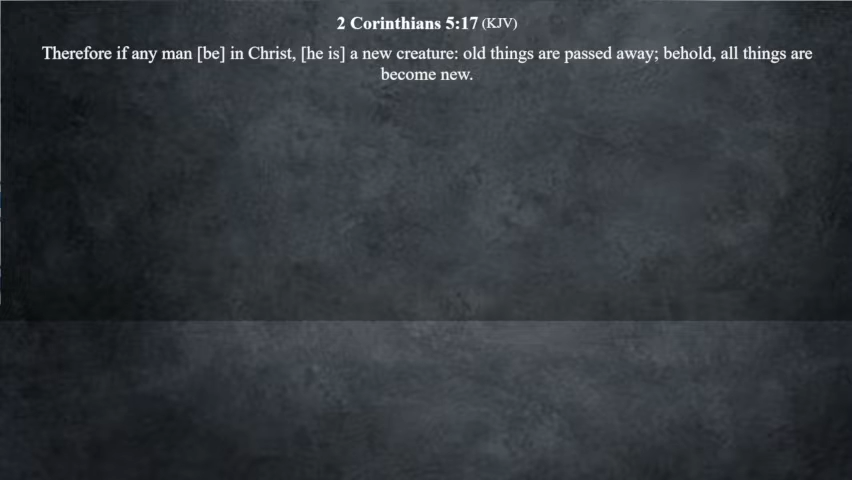 2 Corinthians 5:17 (KJV)
Therefore if any man [be] in Christ, [he is] a new creature: old things are passed away; behold, all things are
become new.